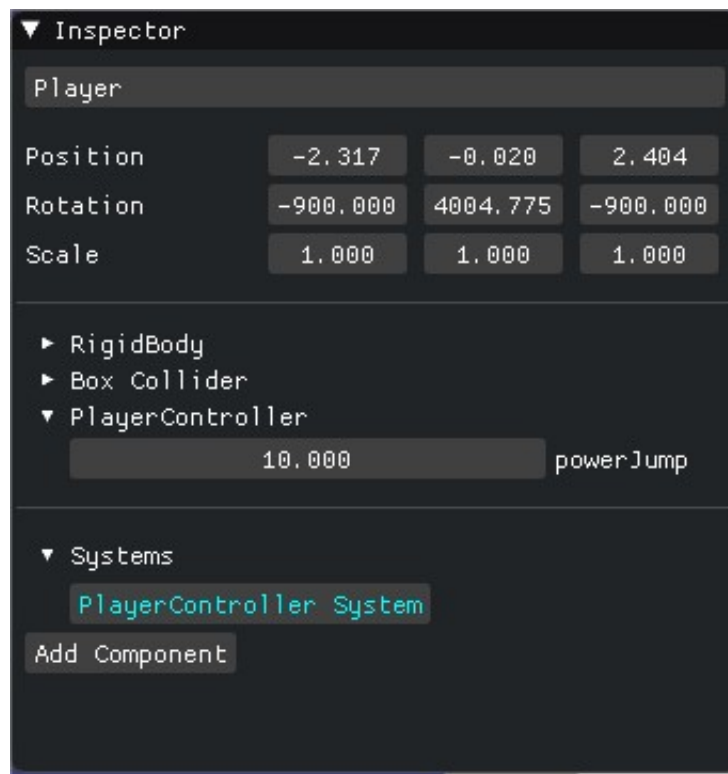 Inspector
Player
Position -2.317 -0.020 2.404
Rotation -900.000 4004.775 -900.000
Scale 1.000 1.000 1.000
RigidBody
Box Collider
PlayerController
10.000 powerJump
Systems
PlayerController System
Add Component